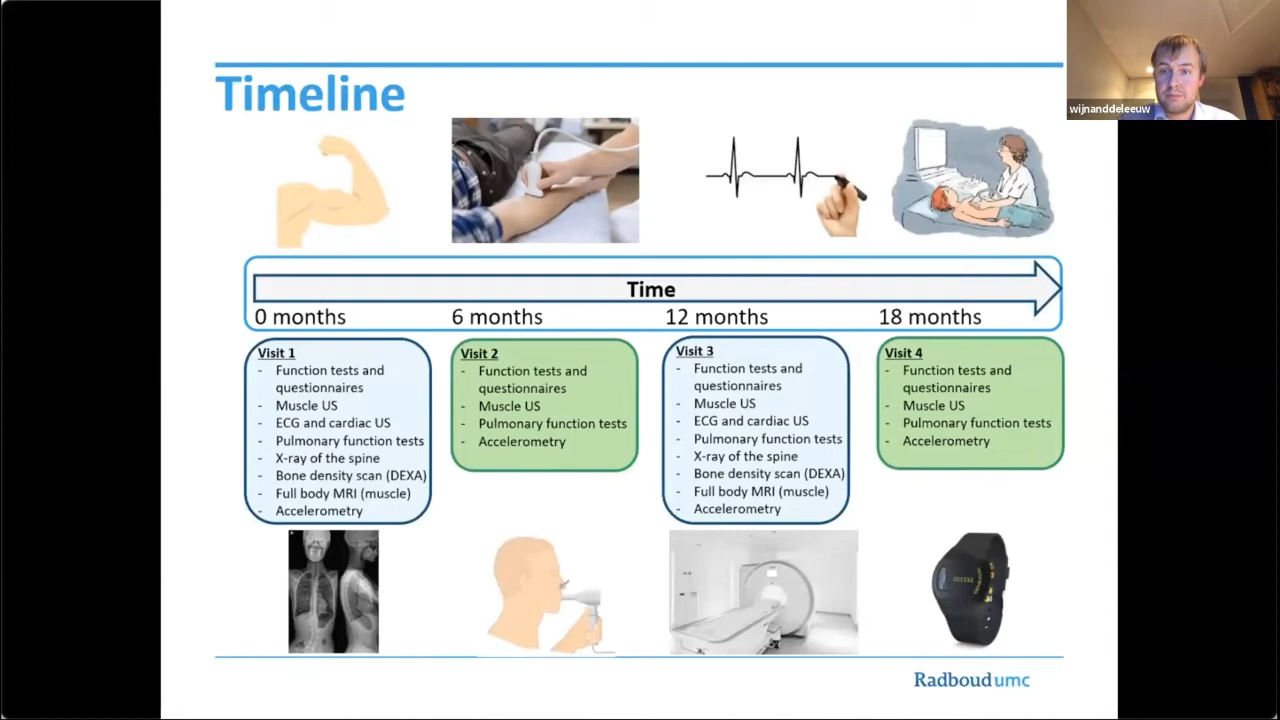 Timeline
wijnanddeleeuw
Time
0 months
6 months
12 months
18 months
Visit 1
- Function tests and
questionnaires
- Muscle US
- ECG and cardiac US
- Pulmonary function tests
- X-ray of the spine
- Bone density scan (DEXA)
- Full body MRI (muscle)
- Accelerometry
Visit 2
- Function tests and
questionnaires
- Muscle US
- Pulmonary function tests
- Accelerometry
Visit 3
- Function tests and
questionnaires
- Muscle US
- ECG and cardiac US
- Pulmonary function tests
- X-ray of the spine
- Bone density scan (DEXA)
- Full body MRI (muscle)
- Accelerometry
Visit 4
- Function tests and
questionnaires
- Muscle US
- Pulmonary function tests
- Accelerometry
Radboudumc